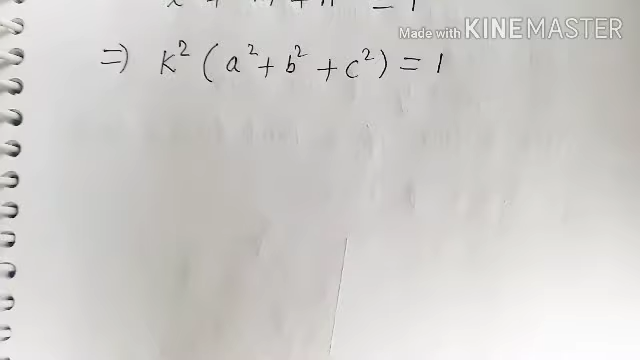 Made with KINEMASTER
=> K² (a² + b² + c²) = 1